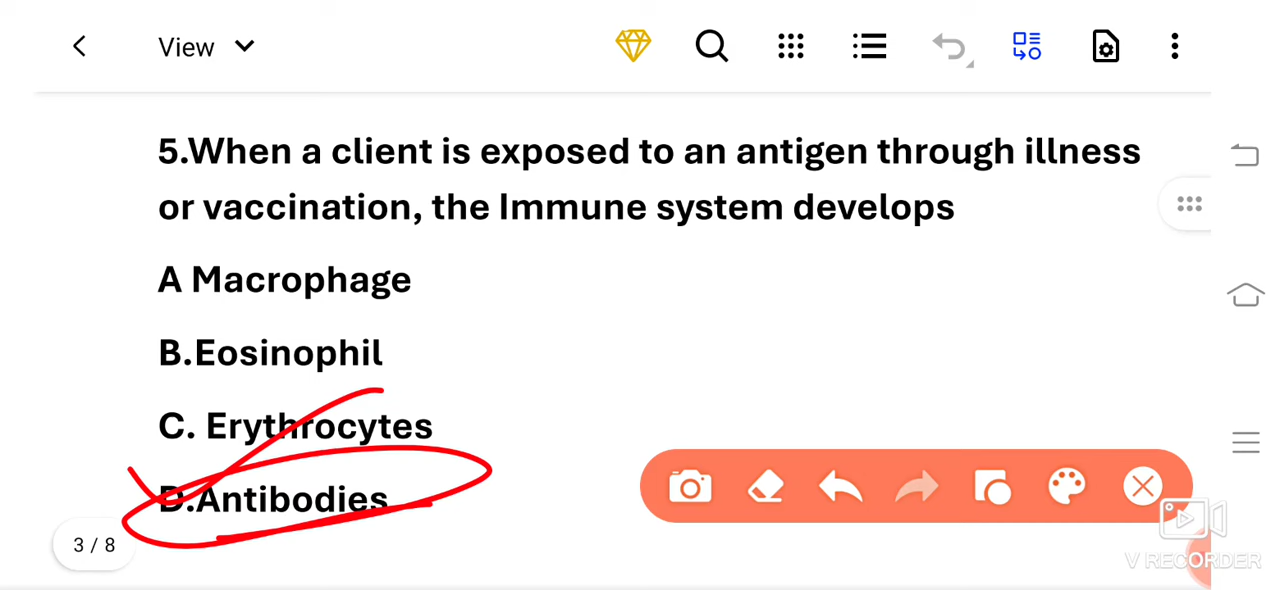 View
5.When a client is exposed to an antigen through illness
or vaccination, the Immune system develops
A Macrophage
B.Eosinophil
C. Erythrocytes
D.Antibodies
3 / 8
V RECORDER